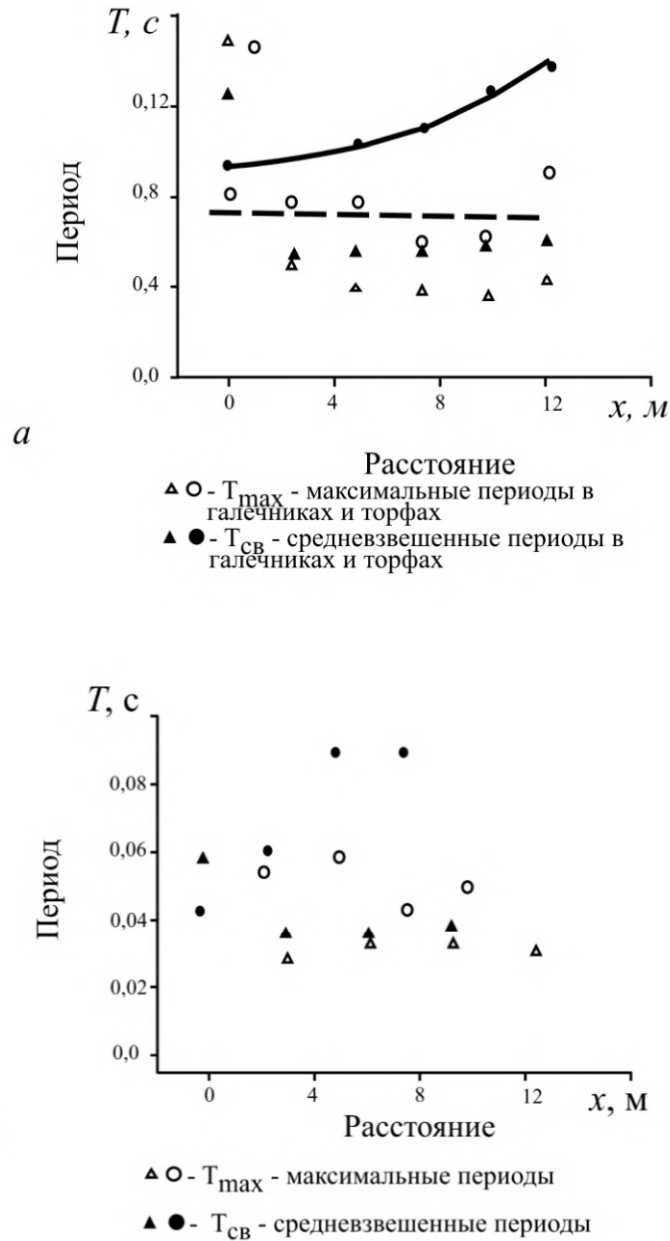 T, с
0,12
0,8
0,4
0,0
Период
0 4 8 12 x, м
а
Расстояние
- Tmax - максимальные периоды в
галечниках и торфах
- Tсв - средневзвешенные периоды в
галечниках и торфах
T, с
0,08
0,06
0,04
0,02
0,0
Период
0 4 8 12 x, м
Расстояние
- Tmax - максимальные периоды
- Tсв - средневзвешенные периоды